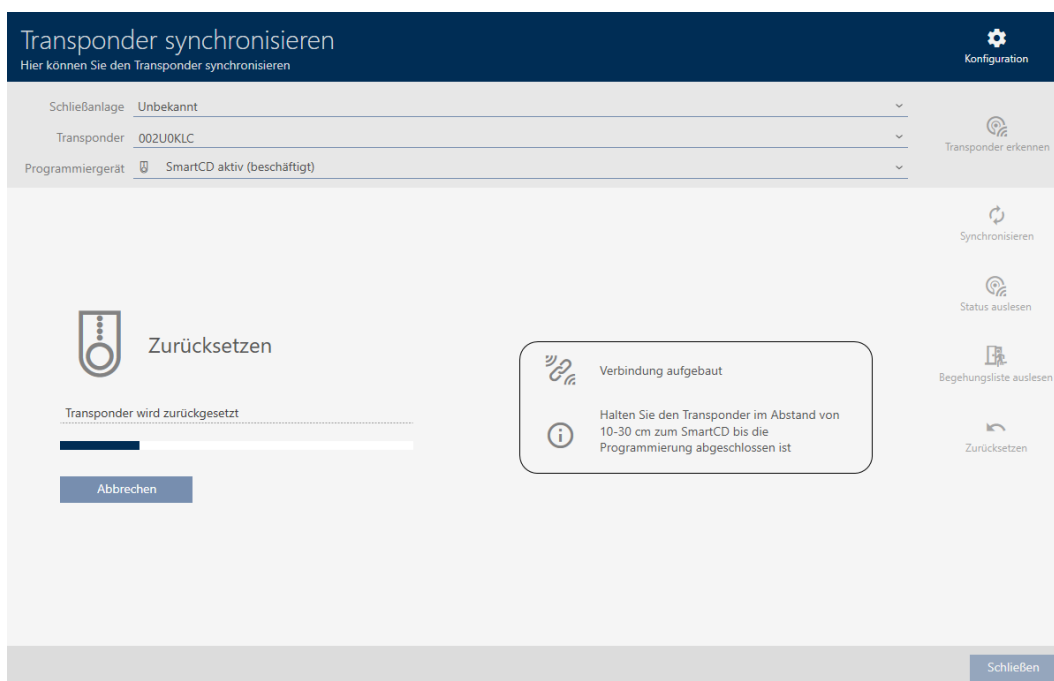 Transponder synchronisieren
Hier können Sie den Transponder synchronisieren
Konfiguration
Schließanlage Unbekannt
Transponder 002U0KLC
Programmiergerät SmartCD aktiv (beschäftigt)
Transponder erkennen
Synchronisieren
Status auslesen
Begehungsliste auslesen
Zurücksetzen
Zurücksetzen
Transponder wird zurückgesetzt
Abbrechen
Verbindung aufgebaut
Halten Sie den Transponder im Abstand von
10-30 cm zum SmartCD bis die
Programmierung abgeschlossen ist
Schließen